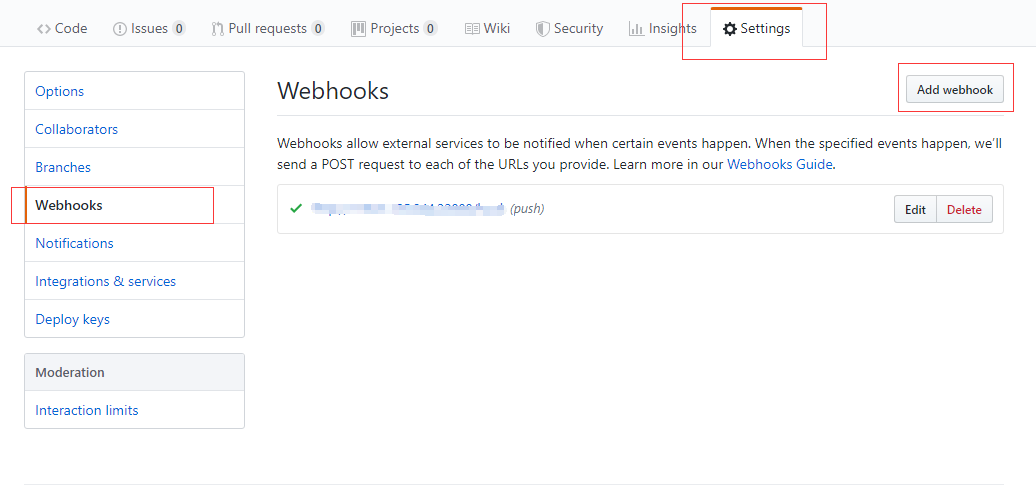 Code Issues 0 Pull requests 0 Projects 0 Wiki Security Insights Settings
Options
Collaborators
Branches
Webhooks
Notifications
Integrations & services
Deploy keys
Moderation
Interaction limits
Webhooks
Add webhook
Webhooks allow external services to be notified when certain events happen. When the specified events happen, we'll
send a POST request to each of the URLs you provide. Learn more in our Webhooks Guide.
(push)
Edit Delete